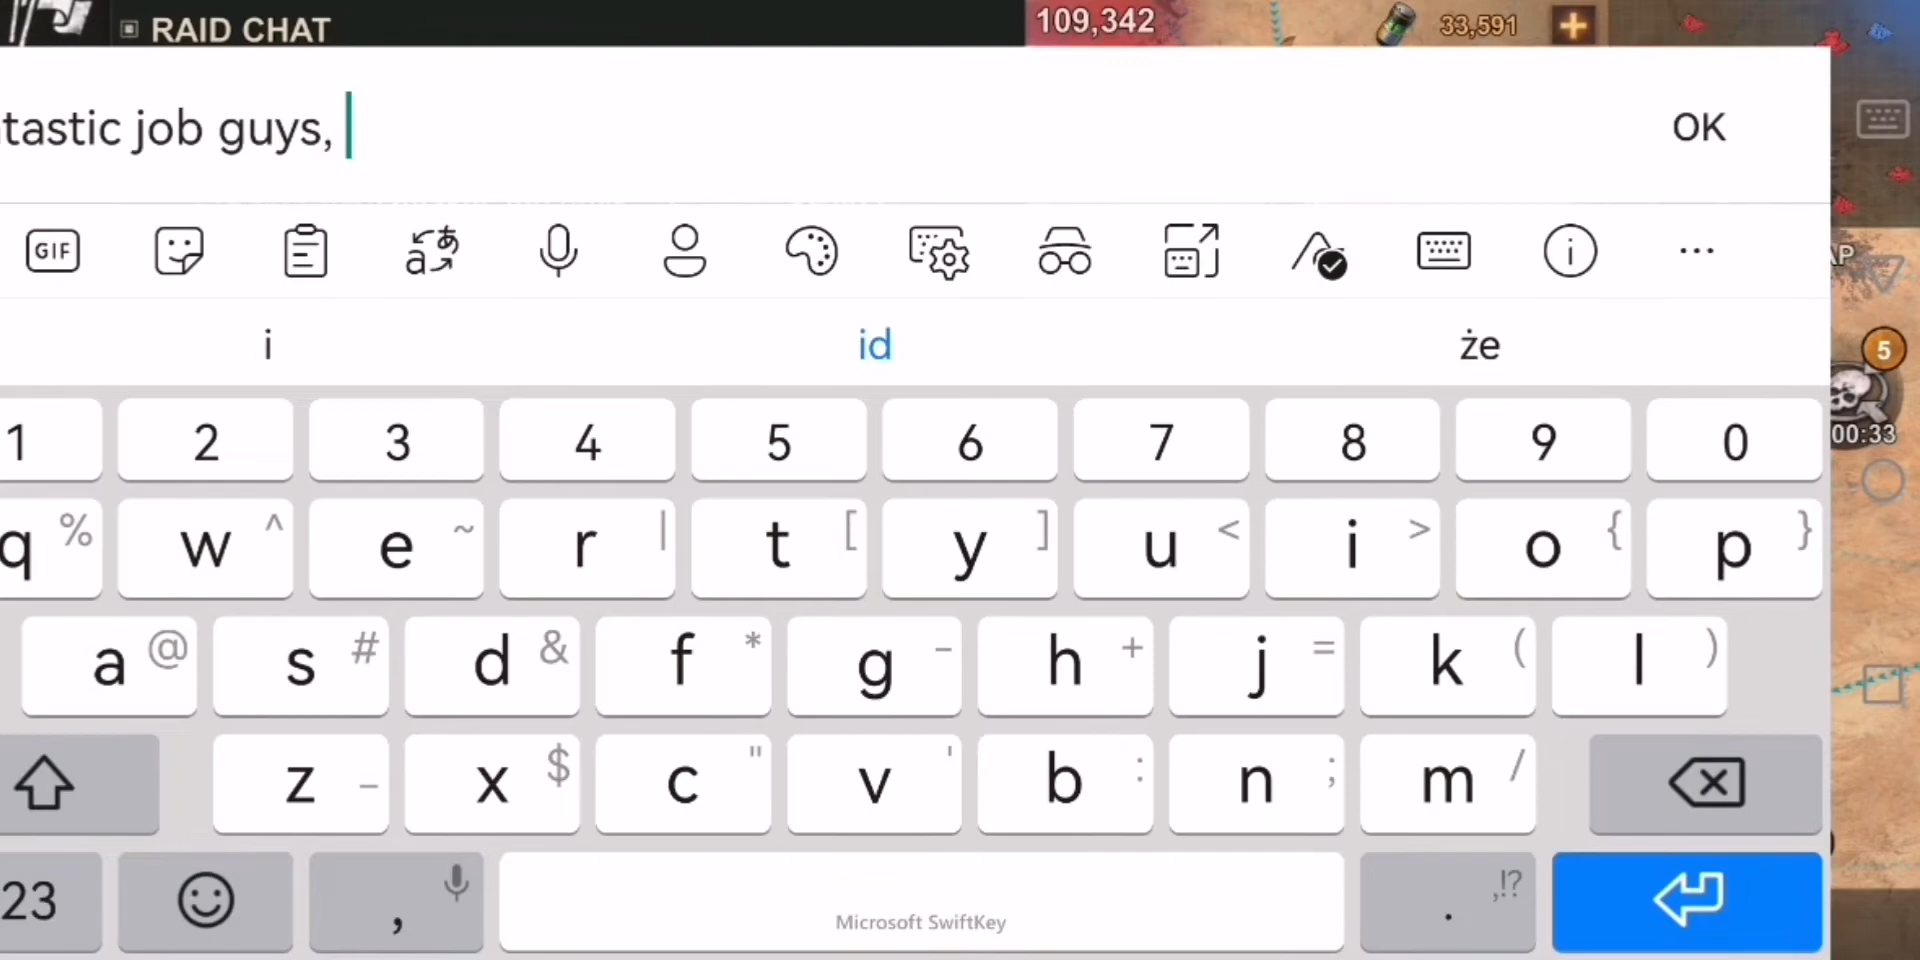 RAID CHAT 109,342 33,591 +
tastic job guys, OK
GIF
AP
i id że
5
00:33
1 2 3 4 5 6 7 8 9 0
q % w ^ e ~ r | t [ y ] u < i > o { p }
a @ s # d & f * g - h + j = k ( l )
z _ x $ c " v ' b : n ; m /
23 , Microsoft SwiftKey . ,!?